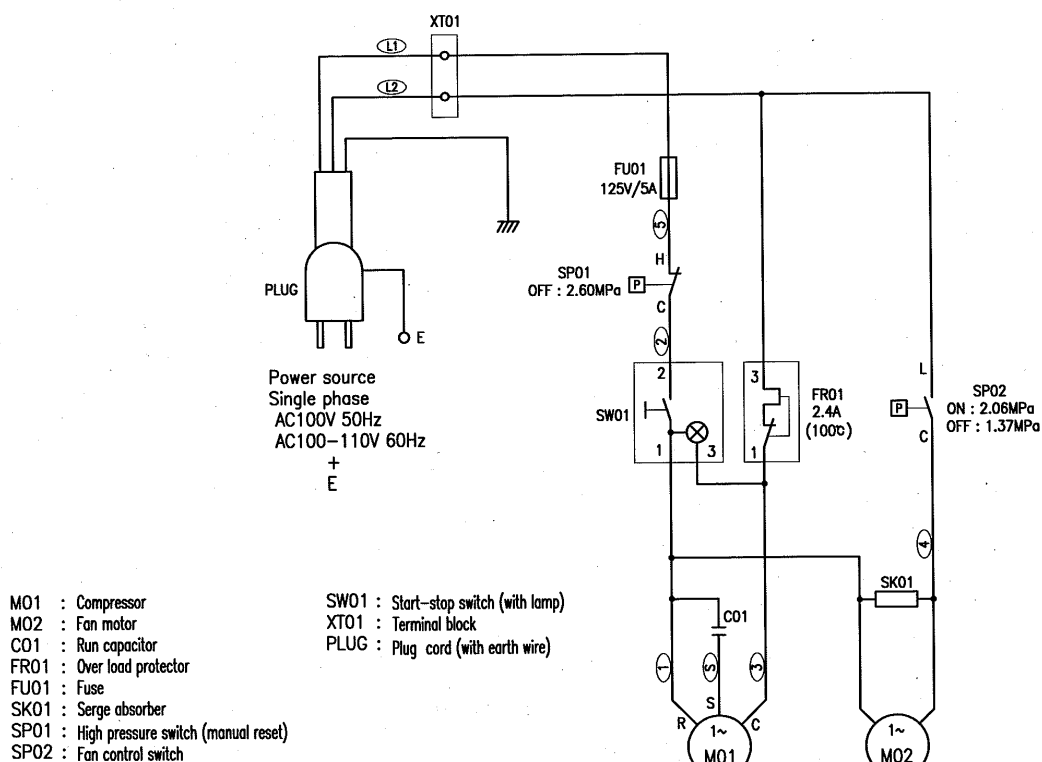 XT01
L1
L2
FU01
125V/5A
5
H
SP01
OFF : 2.60MPa
P
C
2
PLUG
E
Power source
Single phase
AC100V 50Hz
AC100-110V 60Hz
+
E
2
SW01
1
3
3
FR01
2.4A
(100℃)
1
L
P
SP02
ON : 2.06MPa
OFF : 1.37MPa
C
4
SK01
C01
1
S
3
R
S
C
1~
M01
1~
M02
M01 : Compressor
M02 : Fan motor
C01 : Run capacitor
FR01 : Over load protector
FU01 : Fuse
SK01 : Serge absorber
SP01 : High pressure switch (manual reset)
SP02 : Fan control switch
SW01 : Start-stop switch (with lamp)
XT01 : Terminal block
PLUG : Plug cord (with earth wire)